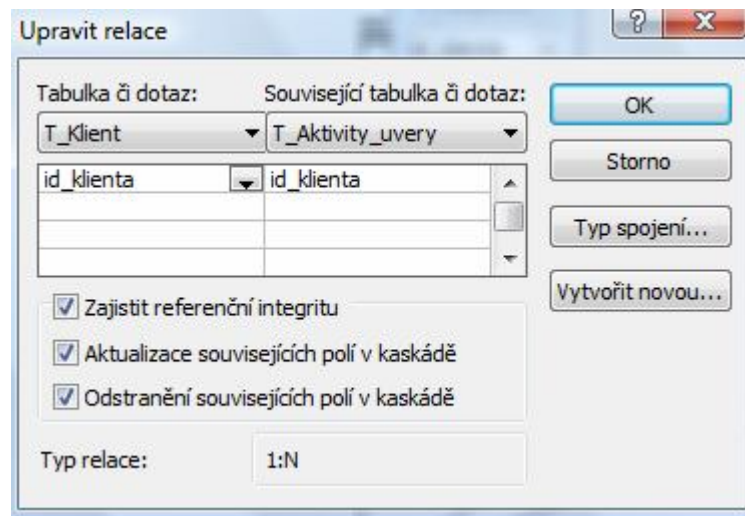 Upravit relace
Tabulka či dotaz: Související tabulka či dotaz:
T_Klient T_Aktivity_uvery
id_klienta id_klienta
OK
Storno
Typ spojení...
Vytvořit novou...
Zajistit referenční integritu
Aktualizace souvisejících polí v kaskádě
Odstranění souvisejících polí v kaskádě
Typ relace: 1:N